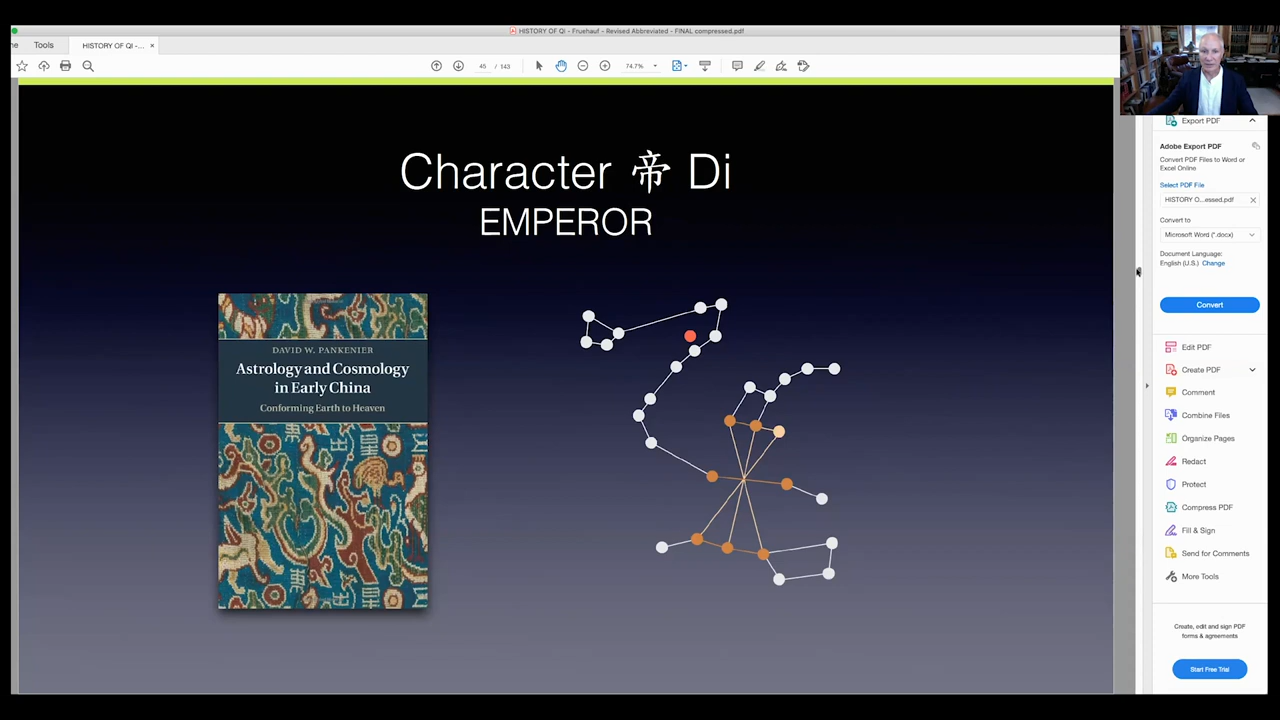 HISTORY OF QI - Fruehauf - Revised Abbreviated - FINAL compressed.pdf
ne
Tools
HISTORY OF QI -... ×
45 / 143
74.7%
Character 帝 Di
EMPEROR
DAVID W. PANKENIER
Astrology and Cosmology
in Early China
Conforming Earth to Heaven
Export PDF
Adobe Export PDF
Convert PDF Files to Word or
Excel Online
Select PDF File
HISTORY O...essed.pdf
Convert to
Microsoft Word (*.docx)
Document Language:
English (U.S.) Change
Convert
Edit PDF
Create PDF
Comment
Combine Files
Organize Pages
Redact
Protect
Compress PDF
Fill & Sign
Send for Comments
More Tools
Create, edit and sign PDF
forms & agreements
Start Free Trial